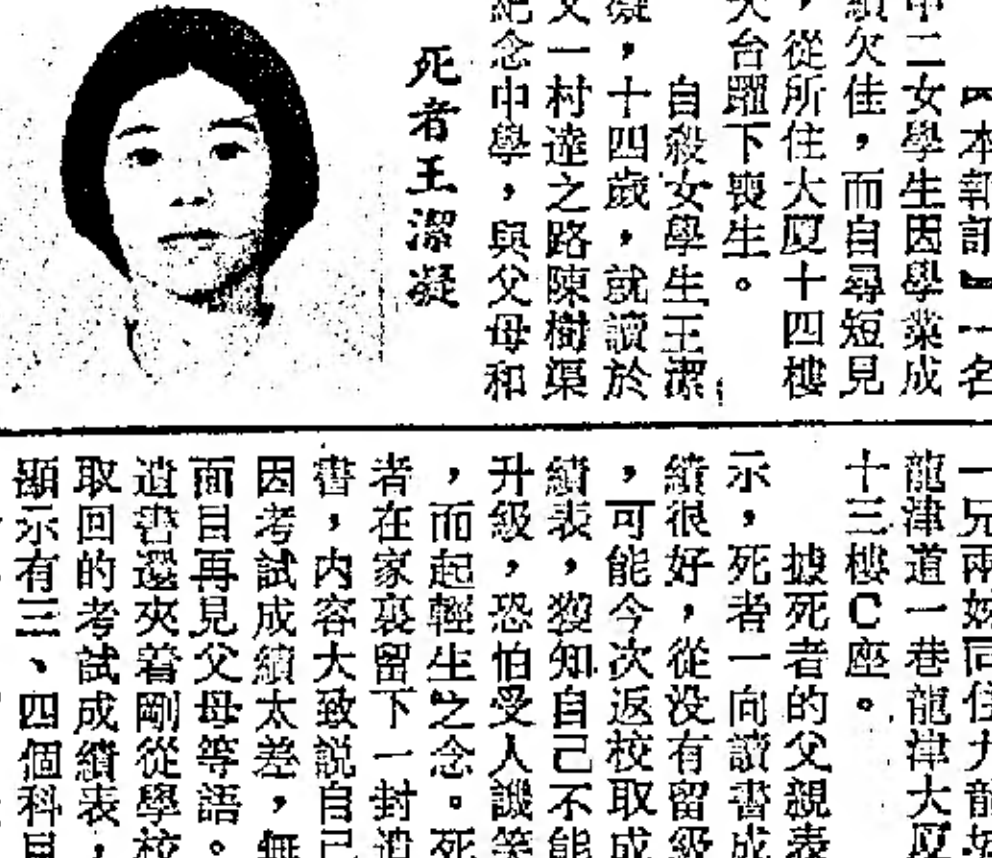 【本報訊】一名
中二女學生因學業成
績欠佳，而自尋短見
，從所住大厦十四樓
天台躍下喪生。
自殺女學生王潔
凝，十四歲，就讀於
又一村達之路陳樹渠
紀念中學，與父母和
死者王潔凝
一兄兩妹同住九龍城
龍津道一巷龍津大厦
十三樓C座。
據死者的父親表
示，死者一向讀書成
績很好，從没有留級
，可能今次返校取成
績表，獲知自己不能
升級，恐怕受人譏笑
，而起輕生之念。死
者在家裏留下一封遺
書，内容大致説自己
因考試成績太差，無
面目再見父母等語。
遺書還夾着剛從學校
取回的考試成績表，
顯示有三、四個科目